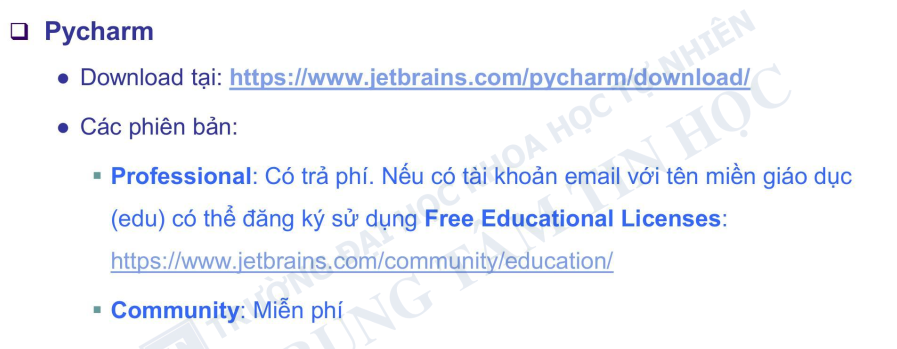 Pycharm
Download tại: https://www.jetbrains.com/pycharm/download/
Các phiên bản:
Professional: Có trả phí. Nếu có tài khoản email với tên miền giáo dục
(edu) có thể đăng ký sử dụng Free Educational Licenses:
https://www.jetbrains.com/community/education/
Community: Miễn phí
TRƯỜNG ĐẠI HỌC KHOA HỌC TỰ NHIÊN
TRUNG TÂM TIN HỌC